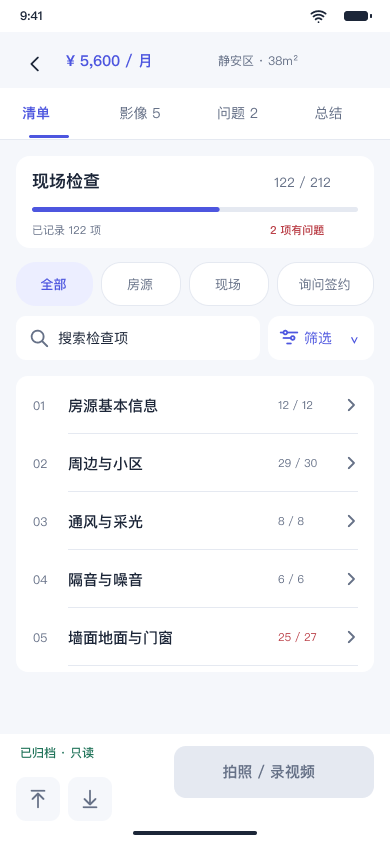 9:41
¥ 5,600 / 月 静安区 · 38m²
清单 影像 5 问题 2 总结
现场检查 122 / 212
已记录 122 项 2 项有问题
全部 房源 现场 询问签约
搜索检查项 筛选
01 房源基本信息 12 / 12
02 周边与小区 29 / 30
03 通风与采光 8 / 8
04 隔音与噪音 6 / 6
05 墙面地面与门窗 25 / 27
已归档 · 只读
拍照 / 录视频